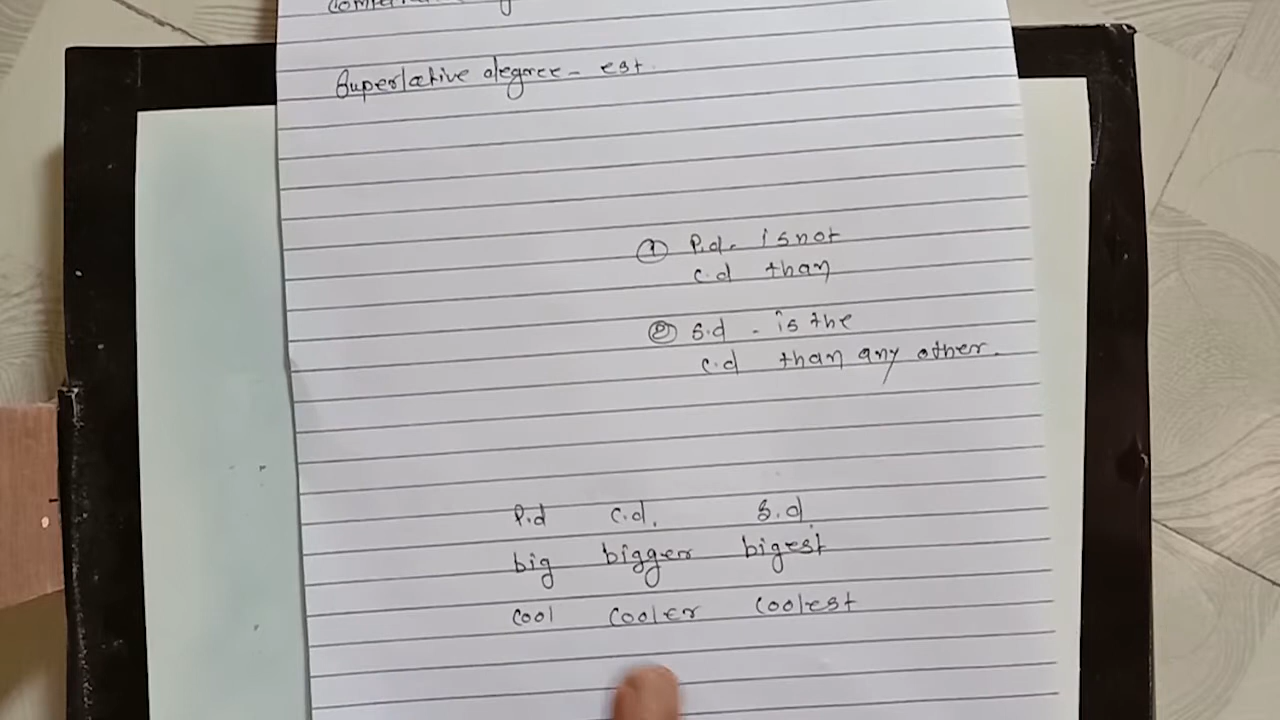 Superlative degree - est.
① P.d. is not
c.d than
② s.d - is the
c.d than any other.
P.d c.d. s.d.
big bigger bigest
cool cooler coolest